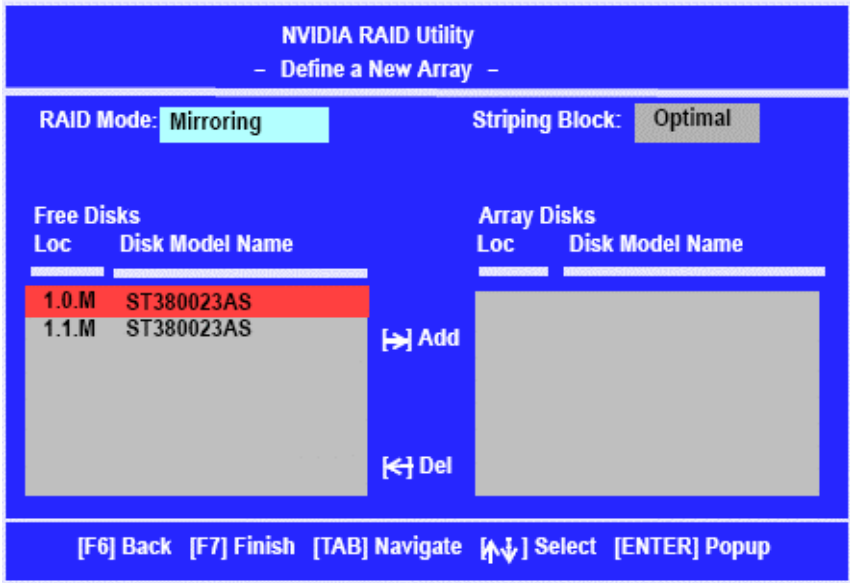 NVIDIA RAID Utility
– Define a New Array –
RAID Mode: Mirroring Striping Block: Optimal
Free Disks Array Disks
Loc Disk Model Name Loc Disk Model Name
1.0.M ST380023AS
1.1.M ST380023AS
[→] Add
[←] Del
[F6] Back [F7] Finish [TAB] Navigate [↑↓] Select [ENTER] Popup